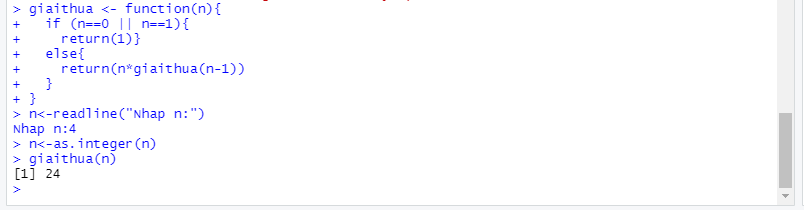 > giaithua <- function(n){
+   if (n==0 || n==1){
+     return(1)}
+   else{
+     return(n*giaithua(n-1))
+   }
+ }
> n<-readline("Nhap n:")
Nhap n:4
> n<-as.integer(n)
> giaithua(n)
[1] 24
>